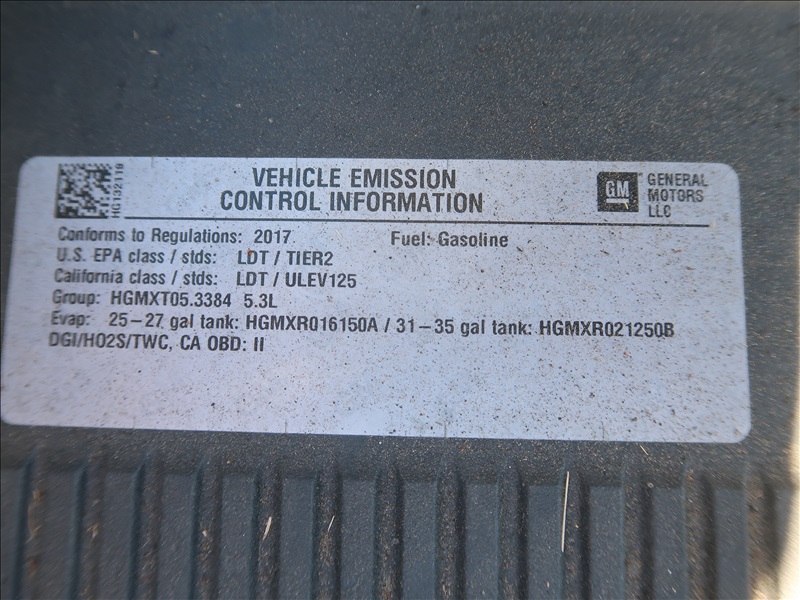 HG132119
VEHICLE EMISSION
CONTROL INFORMATION
GM
GENERAL
MOTORS
LLC
Conforms to Regulations: 2017 Fuel: Gasoline
U.S. EPA class / stds: LDT / TIER2
California class / stds: LDT / ULEV125
Group: HGMXT05.3384 5.3L
Evap: 25-27 gal tank: HGMXR016150A / 31-35 gal tank: HGMXR021250B
DGI/HO2S/TWC, CA OBD: II